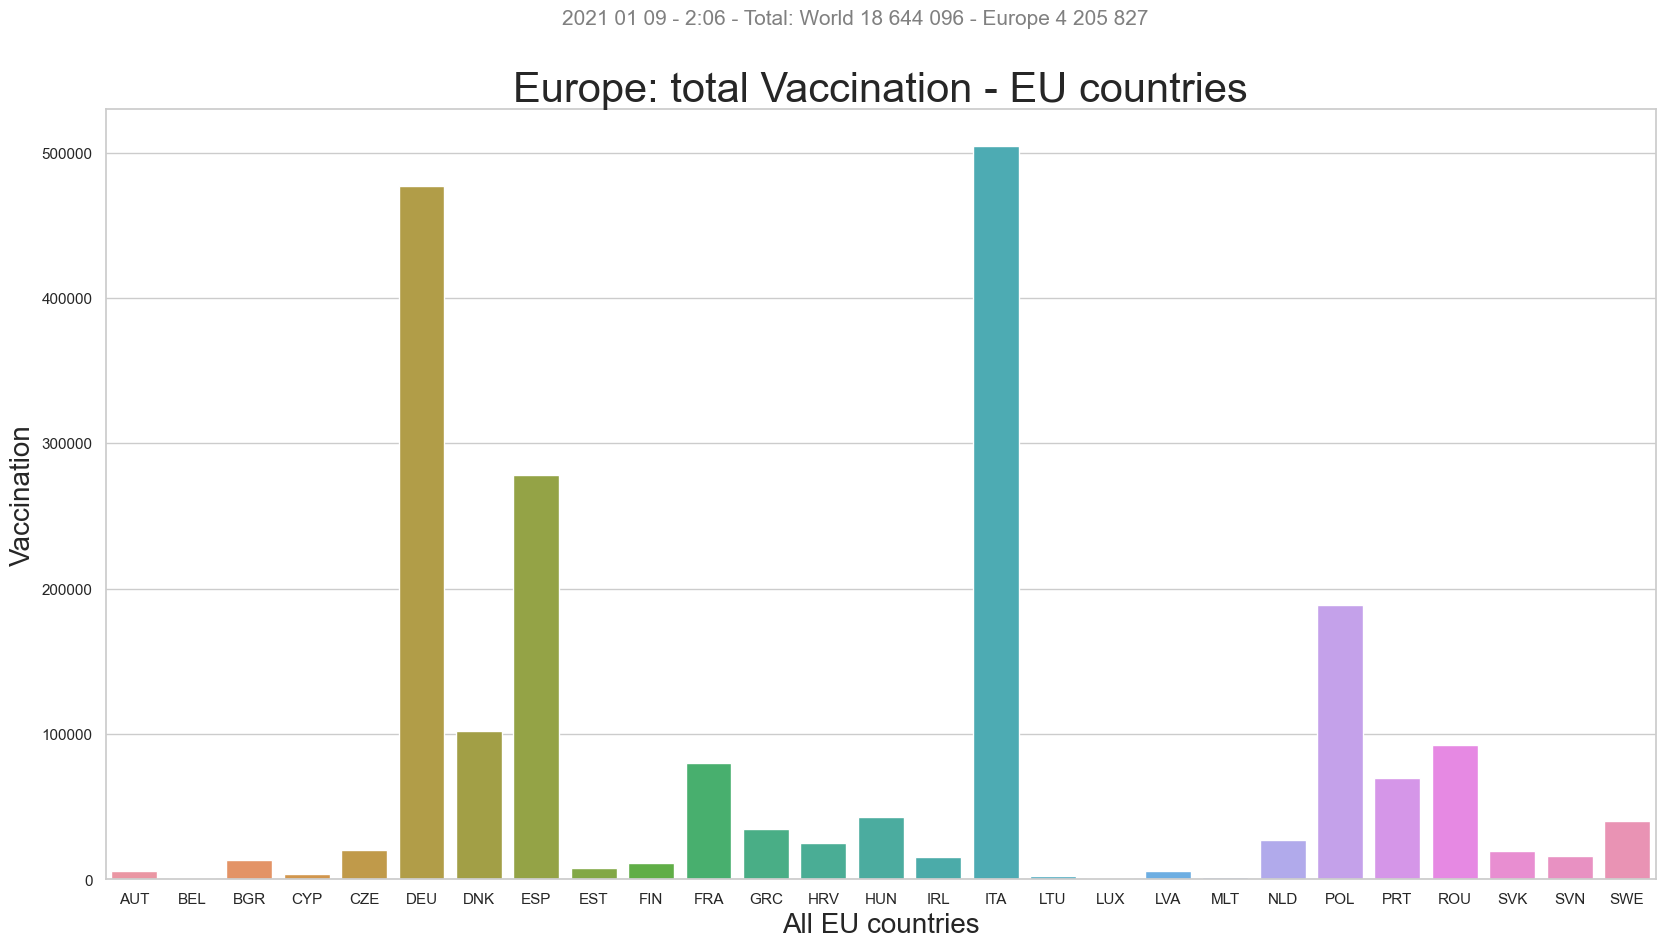 2021 01 09 - 2:06 - Total: World 18 644 096 - Europe 4 205 827
Europe: total Vaccination - EU countries
500000
400000
300000
200000
100000
0
Vaccination
AUT BEL BGR CYP CZE DEU DNK ESP EST FIN FRA GRC HRV HUN IRL ITA LTU LUX LVA MLT NLD POL PRT ROU SVK SVN SWE
All EU countries